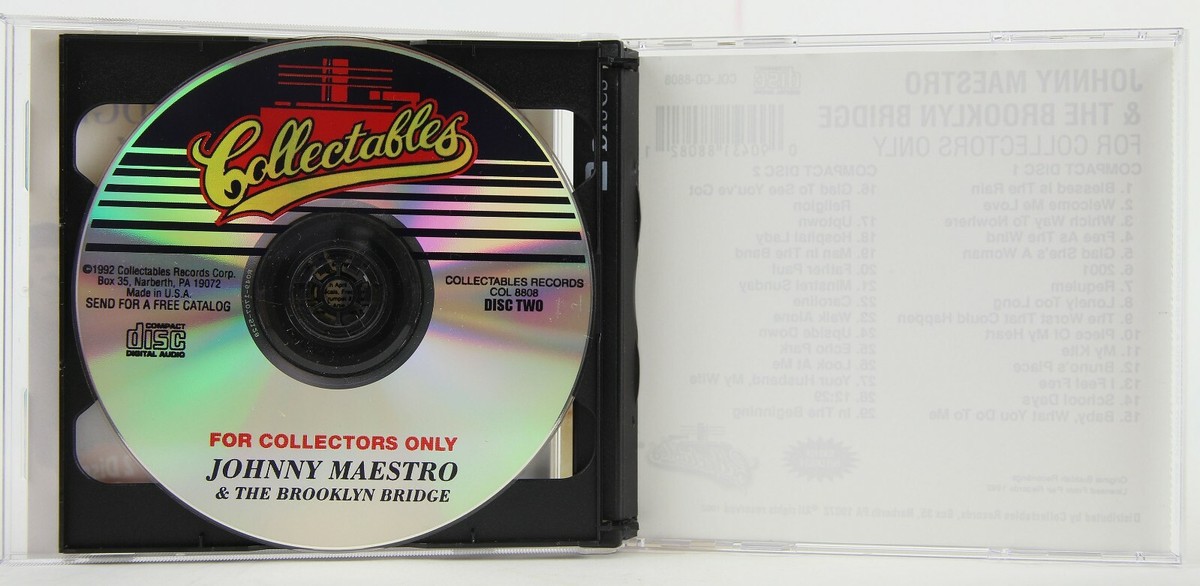 Collectables
©1992 Collectables Records Corp.
Box 35, Narberth, PA 19072
Made in U.S.A.
SEND FOR A FREE CATALOG
COMPACT
disc
DIGITAL AUDIO
COLLECTABLES RECORDS
COL 8808
DISC TWO
FOR COLLECTORS ONLY
JOHNNY MAESTRO
& THE BROOKLYN BRIDGE
JOHNNY MAESTRO
& THE BROOKLYN BRIDGE
FOR COLLECTORS ONLY
COL-CD-8808
COMPACT DISC 1
1. Blessed Is The Rain
2. Welcome Me Love
3. Which Way To Nowhere
4. Free As The Wind
5. Glad She's A Woman
6. 2001
7. Requiem
8. Lonely Too Long
9. The Worst That Could Happen
10. Piece Of My Heart
11. My Kite
12. Bruno's Place
13. I Feel Free
14. School Days
15. Baby, What You Do To Me
COMPACT DISC 2
16. Glad To See You've Got
Religion
17. Uptown
18. Hospital Lady
19. Man In The Band
20. Father Paul
21. Minstrel Sunday
22. Caroline
23. Walk Alone
24. Upside Down
25. Echo Park
26. Look At Me
27. Your Husband, My Wife
28. 12:29
29. In The Beginning